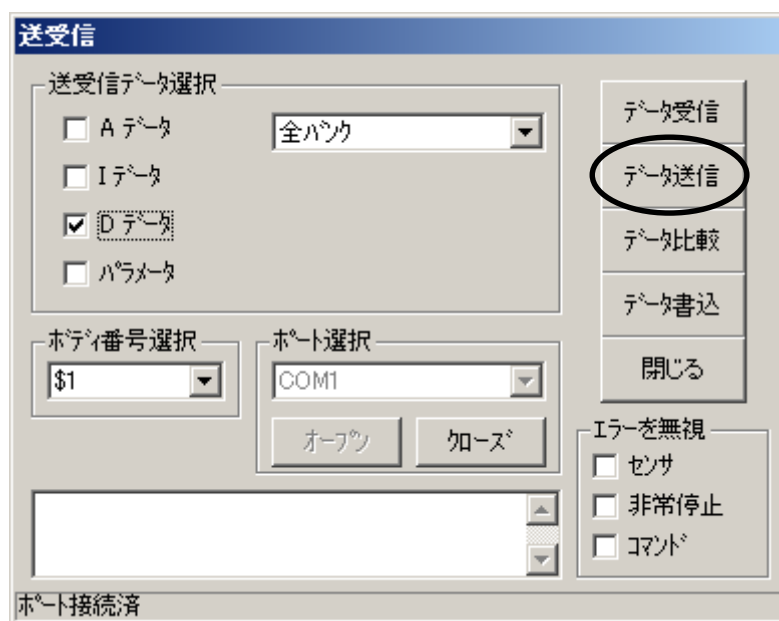 送受信
送受信ﾃﾞｰﾀ選択
A ﾃﾞｰﾀ
全ﾊﾞﾝｸ
I ﾃﾞｰﾀ
D ﾃﾞｰﾀ
ﾊﾟﾗﾒｰﾀ
ﾃﾞｰﾀ受信
ﾃﾞｰﾀ送信
ﾃﾞｰﾀ比較
ﾃﾞｰﾀ書込
閉じる
ﾎﾞﾃﾞｨ番号選択
$1
ﾎﾟｰﾄ選択
COM1
ｵｰﾌﾟﾝ
ｸﾛｰｽﾞ
ｴﾗｰを無視
ｾﾝｻ
非常停止
ｺﾏﾝﾄﾞ
ﾎﾟｰﾄ接続済